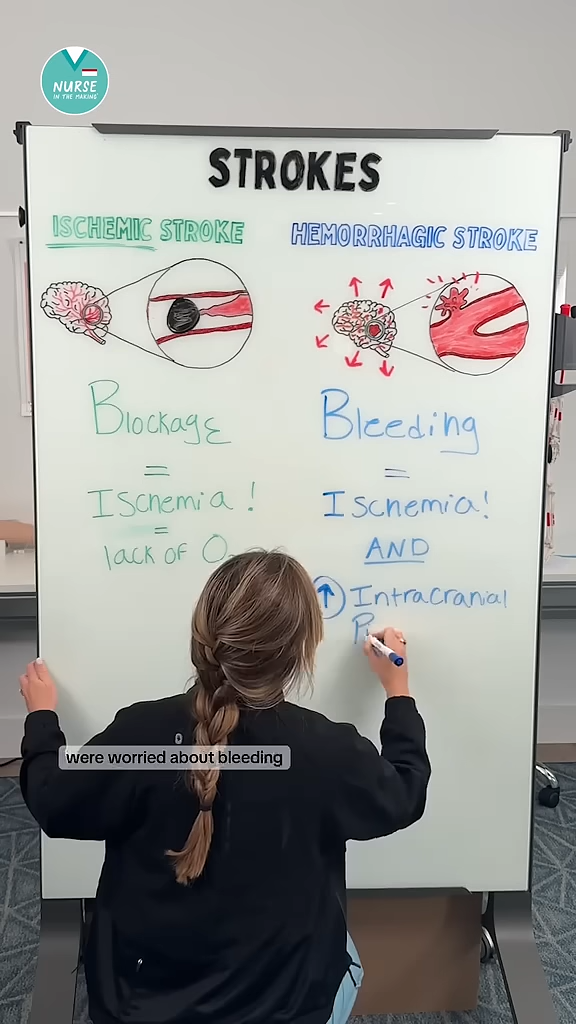 NURSE
IN THE MAKING
STROKES
ISCHEMIC STROKE
Blockage
=
Ischemia!
=
lack of O
HEMORRHAGIC STROKE
Bleeding
=
Ischemia!
AND
↑ Intracranial
were worried about bleeding